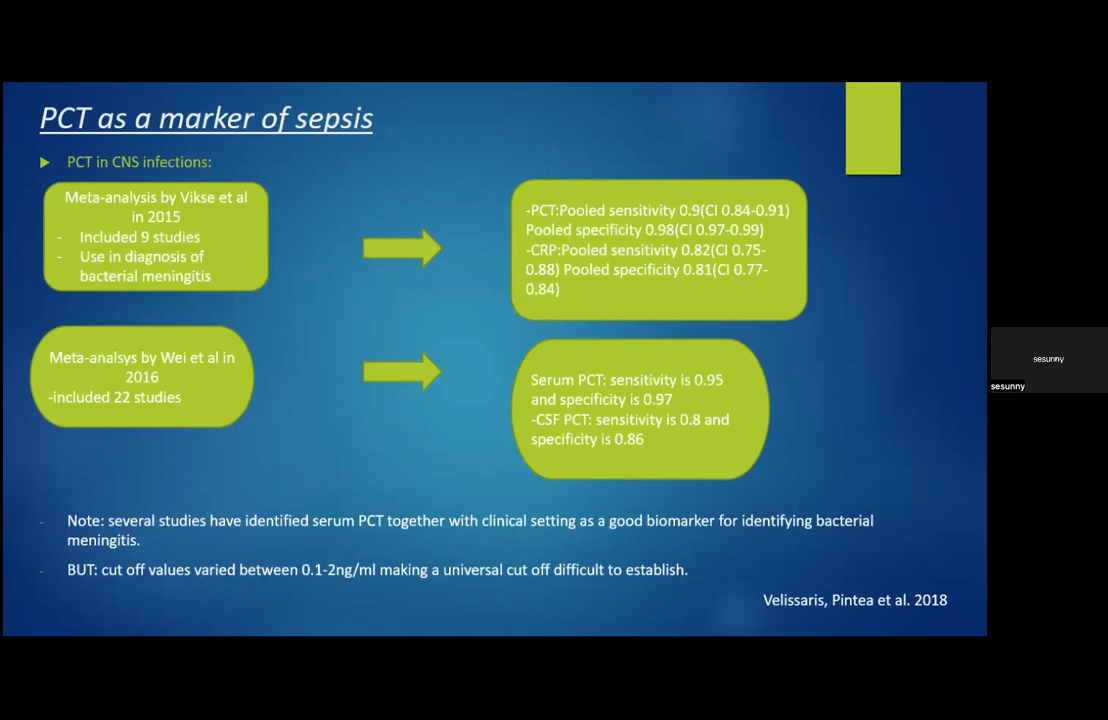 PCT as a marker of sepsis
PCT in CNS infections:
Meta-analysis by Vikse et al
in 2015
- Included 9 studies
- Use in diagnosis of
bacterial meningitis
-PCT:Pooled sensitivity 0.9(CI 0.84-0.91)
Pooled specificity 0.98(CI 0.97-0.99)
-CRP:Pooled sensitivity 0.82(CI 0.75-
0.88) Pooled specificity 0.81(CI 0.77-
0.84)
Meta-analsys by Wei et al in
2016
-included 22 studies
Serum PCT: sensitivity is 0.95
and specificity is 0.97
-CSF PCT: sensitivity is 0.8 and
specificity is 0.86
- Note: several studies have identified serum PCT together with clinical setting as a good biomarker for identifying bacterial
meningitis.
- BUT: cut off values varied between 0.1-2ng/ml making a universal cut off difficult to establish.
Velissaris, Pintea et al. 2018
sesunny
sesunny